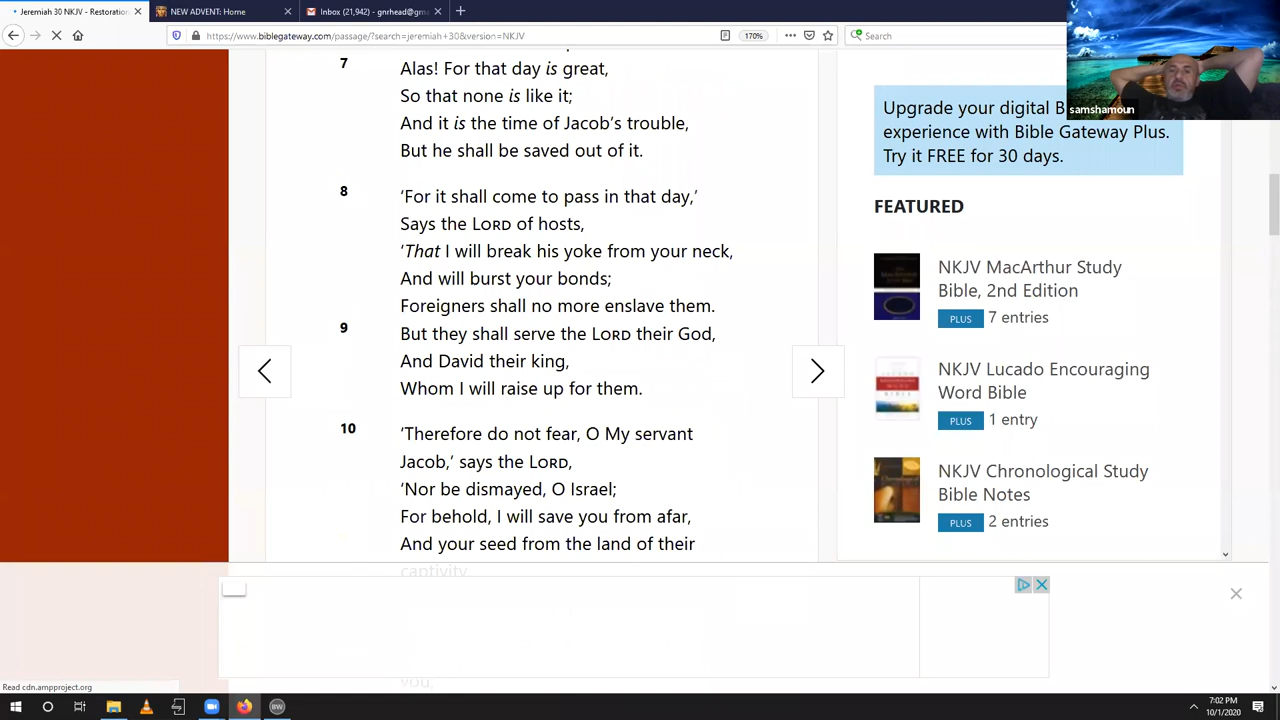 Jeremiah 30 NKJV - Restoration
NEW ADVENT: Home
Inbox (21,942) - gnrhead@gm
https://www.biblegateway.com/passage/?search=jeremiah+30&version=NKJV
170%
Search
samshamoun
7
Alas! For that day is great,
So that none is like it;
And it is the time of Jacob's trouble,
But he shall be saved out of it.
8
‘For it shall come to pass in that day,’
Says the LORD of hosts,
‘That I will break his yoke from your neck,
And will burst your bonds;
Foreigners shall no more enslave them.
9
But they shall serve the LORD their God,
And David their king,
Whom I will raise up for them.
10
‘Therefore do not fear, O My servant
Jacob,’ says the LORD,
‘Nor be dismayed, O Israel;
For behold, I will save you from afar,
And your seed from the land of their
captivity.
you
Upgrade your digital B
experience with Bible Gateway Plus.
Try it FREE for 30 days.
FEATURED
NKJV MacArthur Study
Bible, 2nd Edition
PLUS 7 entries
NKJV Lucado Encouraging
Word Bible
PLUS 1 entry
NKJV Chronological Study
Bible Notes
PLUS 2 entries
Read cdn.ampproject.org
BW
7:02 PM
10/1/2020